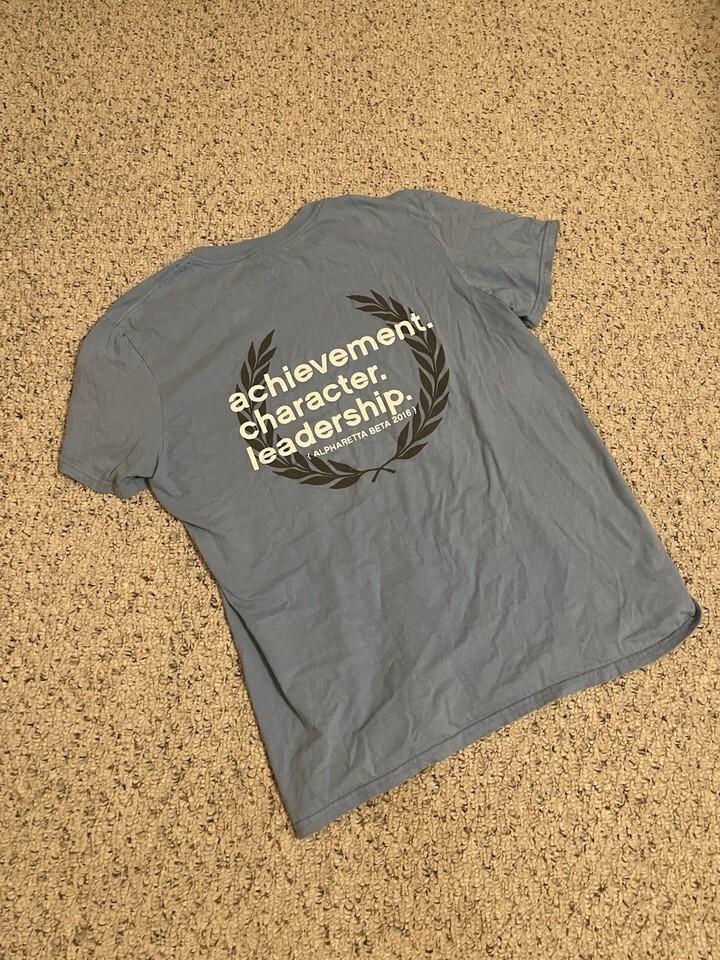 achievement.
character.
leadership.
{ ALPHARETTA BETA 2016 }